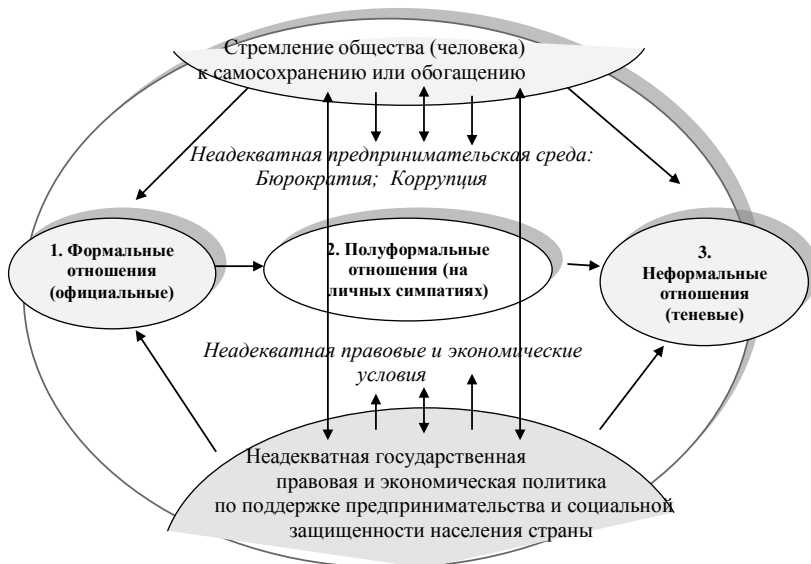 Стремление общества (человека)
к самосохранению или обогащению
Неадекватная предпринимательская среда:
Бюрократия; Коррупция
1. Формальные
отношения
(официальные)
2. Полуформальные
отношения (на
личных симпатиях)
3.
Неформальные
отношения
(теневые)
Неадекватная правовые и экономические
условия
Неадекватная государственная
правовая и экономическая политика
по поддержке предпринимательства и социальной
защищенности населения страны